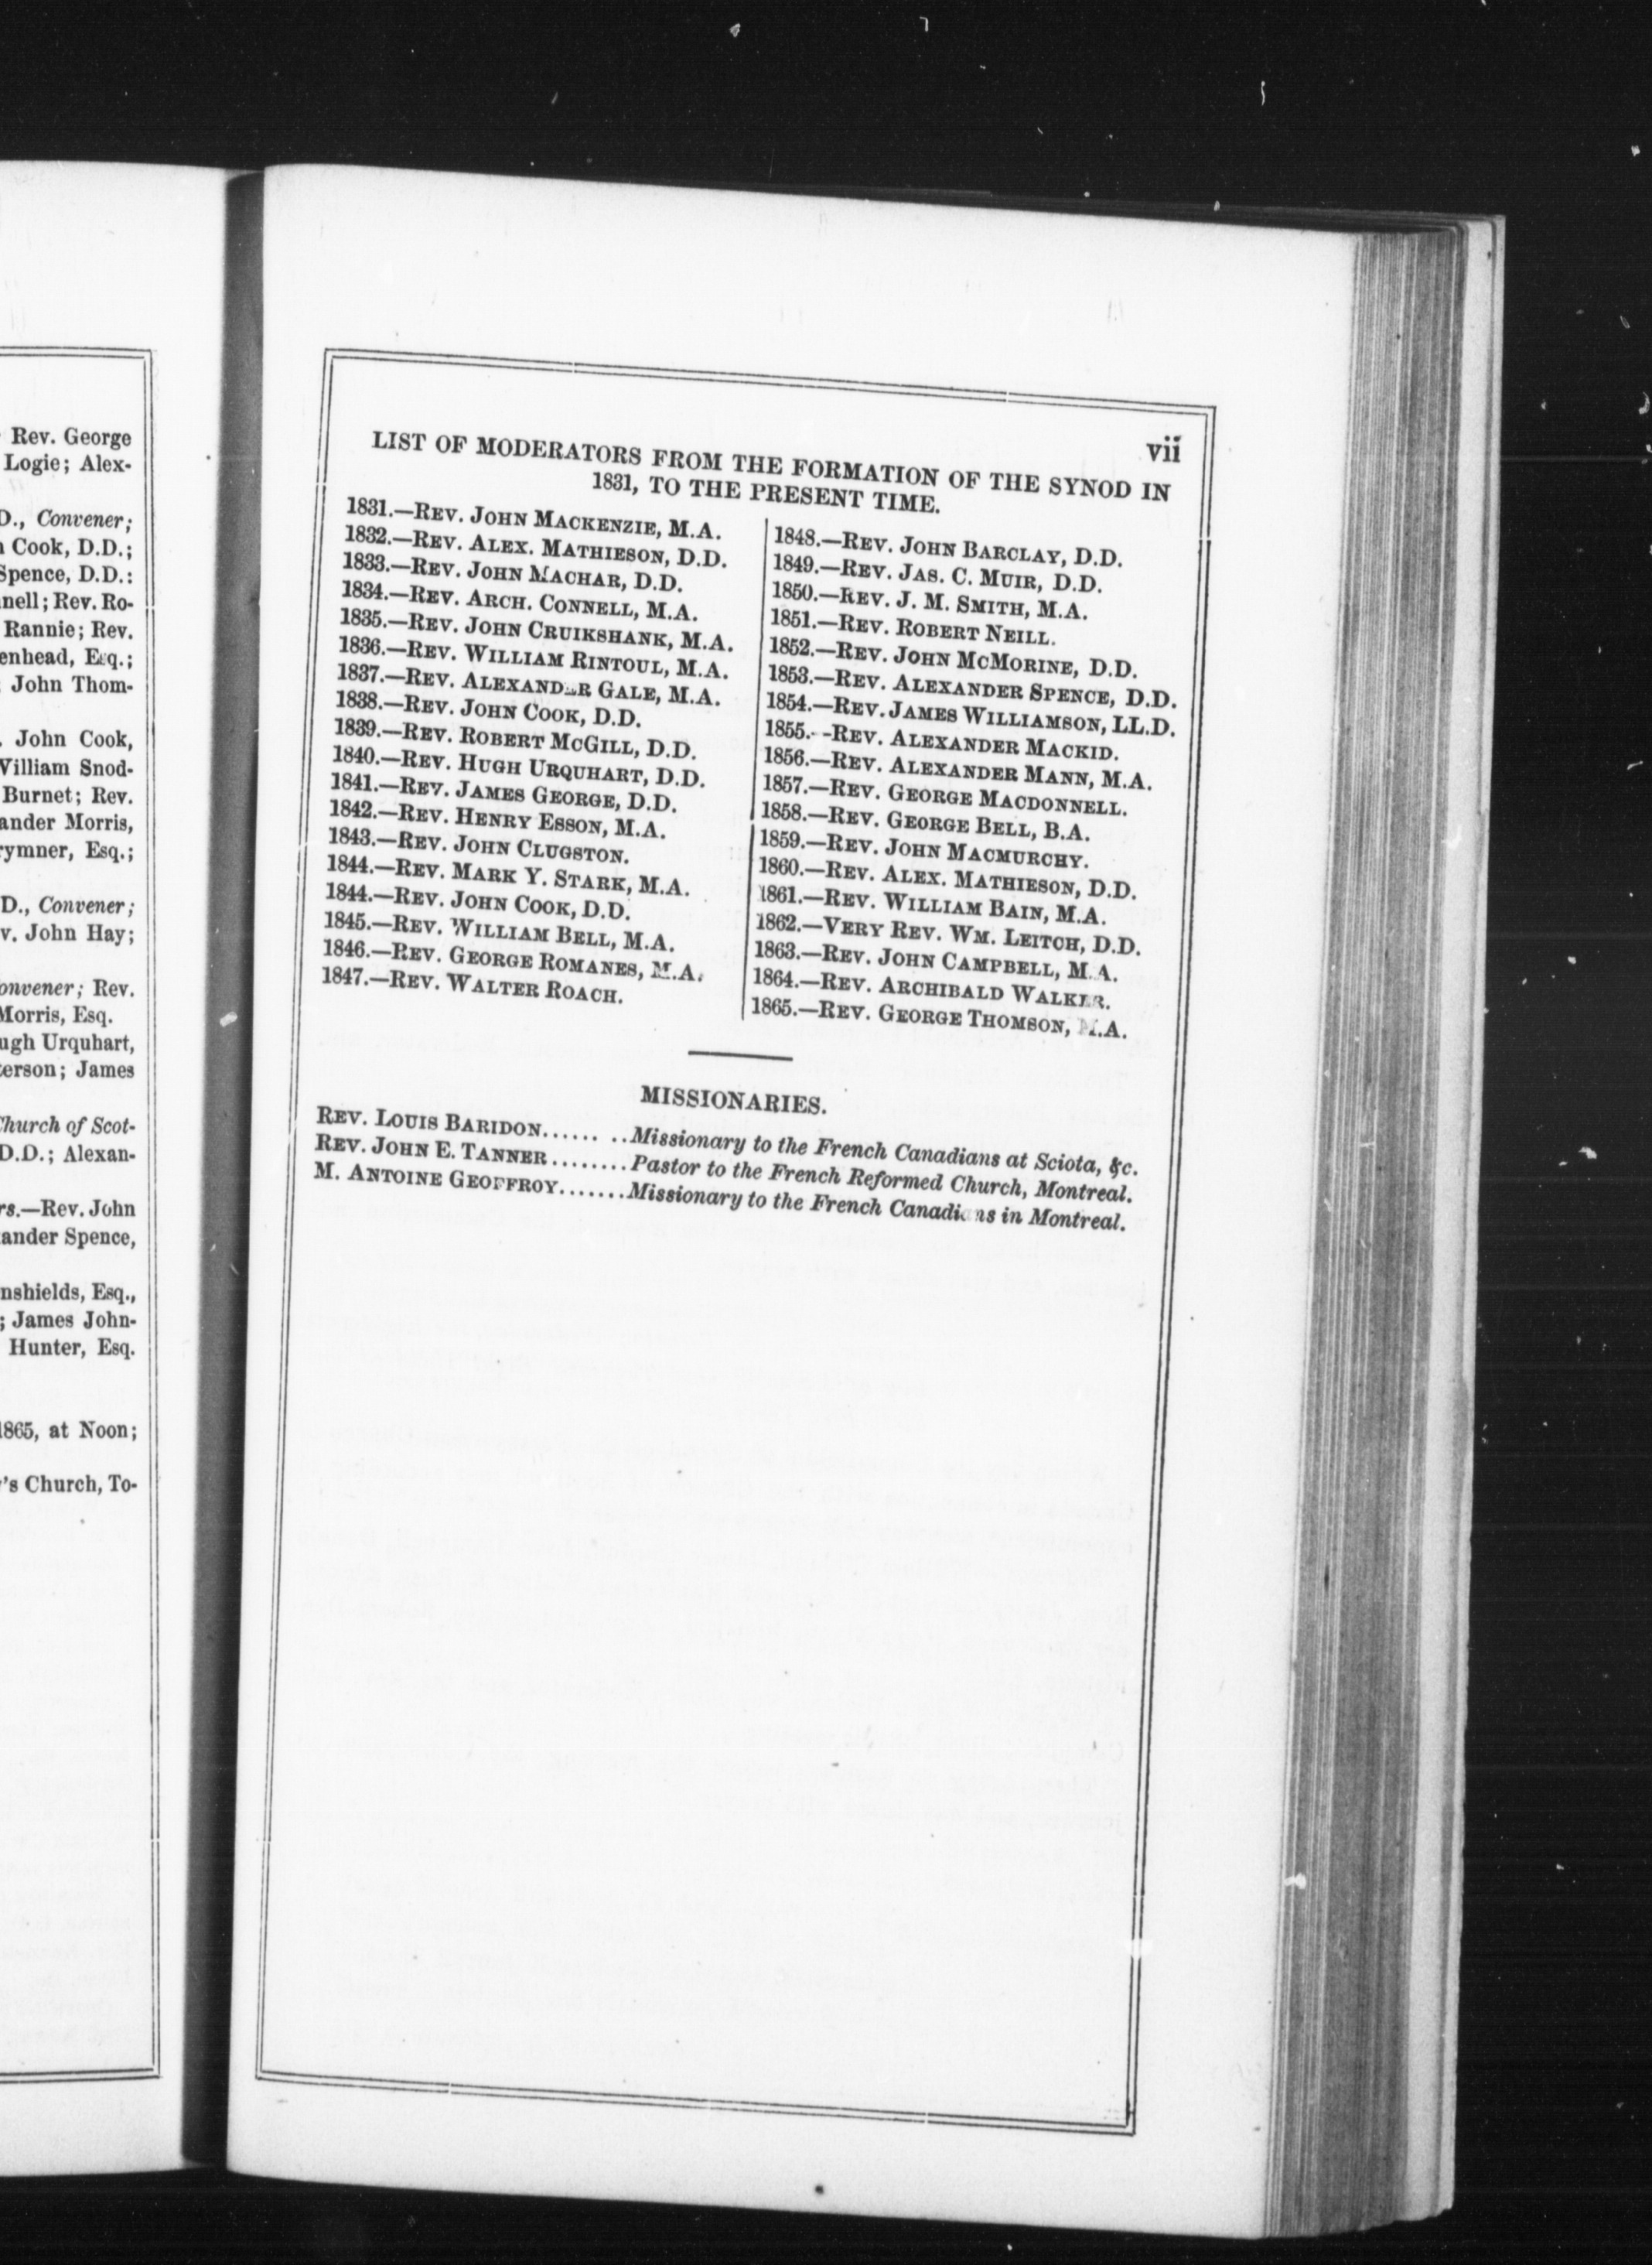 Rev. George
Logie; Alex-
D., Convener;
Cook, D.D.;
Spence, D.D.:
nell; Rev. Ro-
Rannie; Rev.
enhead, Esq.;
John Thom-
. John Cook,
William Snod-
Burnet; Rev.
ander Morris,
rymner, Esq.;
D., Convener;
v. John Hay;
onvener; Rev.
Morris, Esq.
ugh Urquhart,
terson; James
Church of Scot-
D.D.; Alexan-
rs.—Rev. John
ander Spence,
nshields, Esq.,
; James John-
Hunter, Esq.
1865, at Noon;
's Church, To-
vii
LIST OF MODERATORS FROM THE FORMATION OF THE SYNOD IN
1831, TO THE PRESENT TIME.
1831.—REV. JOHN MACKENZIE, M.A.
1832.—REV. ALEX. MATHIESON, D.D.
1833.—REV. JOHN MACHAR, D.D.
1834.—REV. ARCH. CONNELL, M.A.
1835.—REV. JOHN CRUIKSHANK, M.A.
1836.—REV. WILLIAM RINTOUL, M.A.
1837.—REV. ALEXANDER GALE, M.A.
1838.—REV. JOHN COOK, D.D.
1839.—REV. ROBERT MCGILL, D.D.
1840.—REV. HUGH URQUHART, D.D.
1841.—REV. JAMES GEORGE, D.D.
1842.—REV. HENRY ESSON, M.A.
1843.—REV. JOHN CLUGSTON.
1844.—REV. MARK Y. STARK, M.A.
1844.—REV. JOHN COOK, D.D.
1845.—REV. WILLIAM BELL, M.A.
1846.—REV. GEORGE ROMANES, M.A.
1847.—REV. WALTER ROACH.
1848.—REV. JOHN BARCLAY, D.D.
1849.—REV. JAS. C. MUIR, D.D.
1850.—REV. J. M. SMITH, M.A.
1851.—REV. ROBERT NEILL.
1852.—REV. JOHN MCMORINE, D.D.
1853.—REV. ALEXANDER SPENCE, D.D.
1854.—REV. JAMES WILLIAMSON, LL.D.
1855.--REV. ALEXANDER MACKID.
1856.—REV. ALEXANDER MANN, M.A.
1857.—REV. GEORGE MACDONNELL.
1858.—REV. GEORGE BELL, B.A.
1859.—REV. JOHN MACMURCHY.
1860.—REV. ALEX. MATHIESON, D.D.
1861.—REV. WILLIAM BAIN, M.A.
1862.—VERY REV. WM. LEITCH, D.D.
1863.—REV. JOHN CAMPBELL, M.A.
1864.—REV. ARCHIBALD WALKER.
1865.—REV. GEORGE THOMSON, M.A.
MISSIONARIES.
REV. LOUIS BARIDON...... ..Missionary to the French Canadians at Sciota, &c.
REV. JOHN E. TANNER........Pastor to the French Reformed Church, Montreal.
M. ANTOINE GEOFFROY.......Missionary to the French Canadians in Montreal.